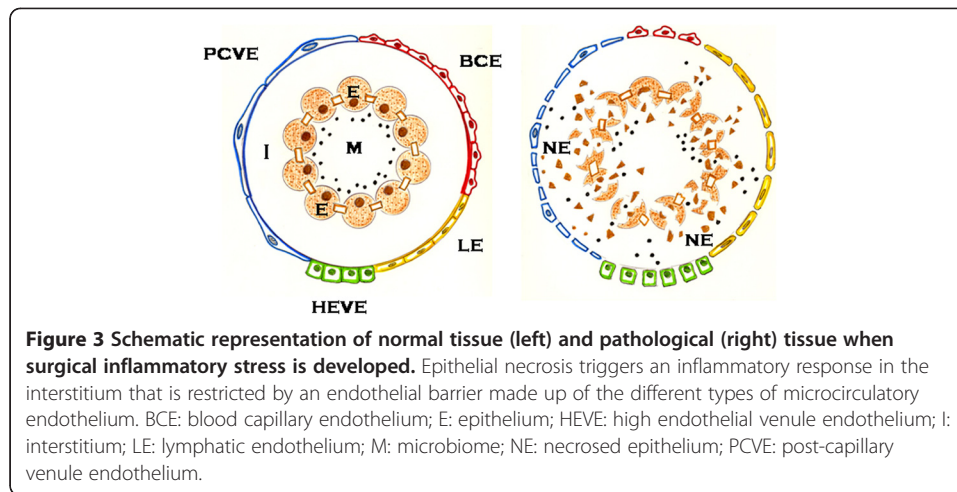 PCVE
BCE
E
I
M
E
LE
HEVE
NE
NE
Figure 3 Schematic representation of normal tissue (left) and pathological (right) tissue when
surgical inflammatory stress is developed. Epithelial necrosis triggers an inflammatory response in the
interstitium that is restricted by an endothelial barrier made up of the different types of microcirculatory
endothelium. BCE: blood capillary endothelium; E: epithelium; HEVE: high endothelial venule endothelium; I:
interstitium; LE: lymphatic endothelium; M: microbiome; NE: necrosed epithelium; PCVE: post-capillary
venule endothelium.